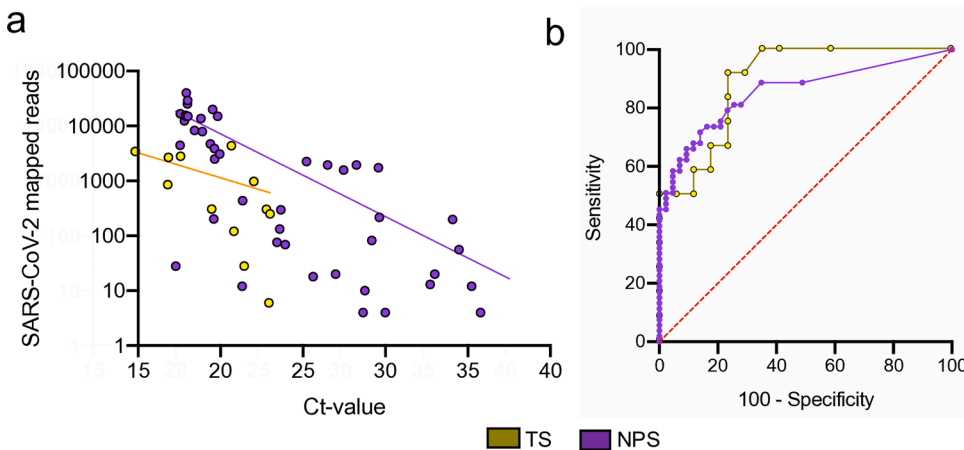 a
SARS-CoV-2 mapped reads
100000
10000
1000
100
10
1
15 20 25 30 35 40
Ct-value
b
Sensitivity
100
80
60
40
20
0
0 20 40 60 80 100
100 - Specificity
TS NPS